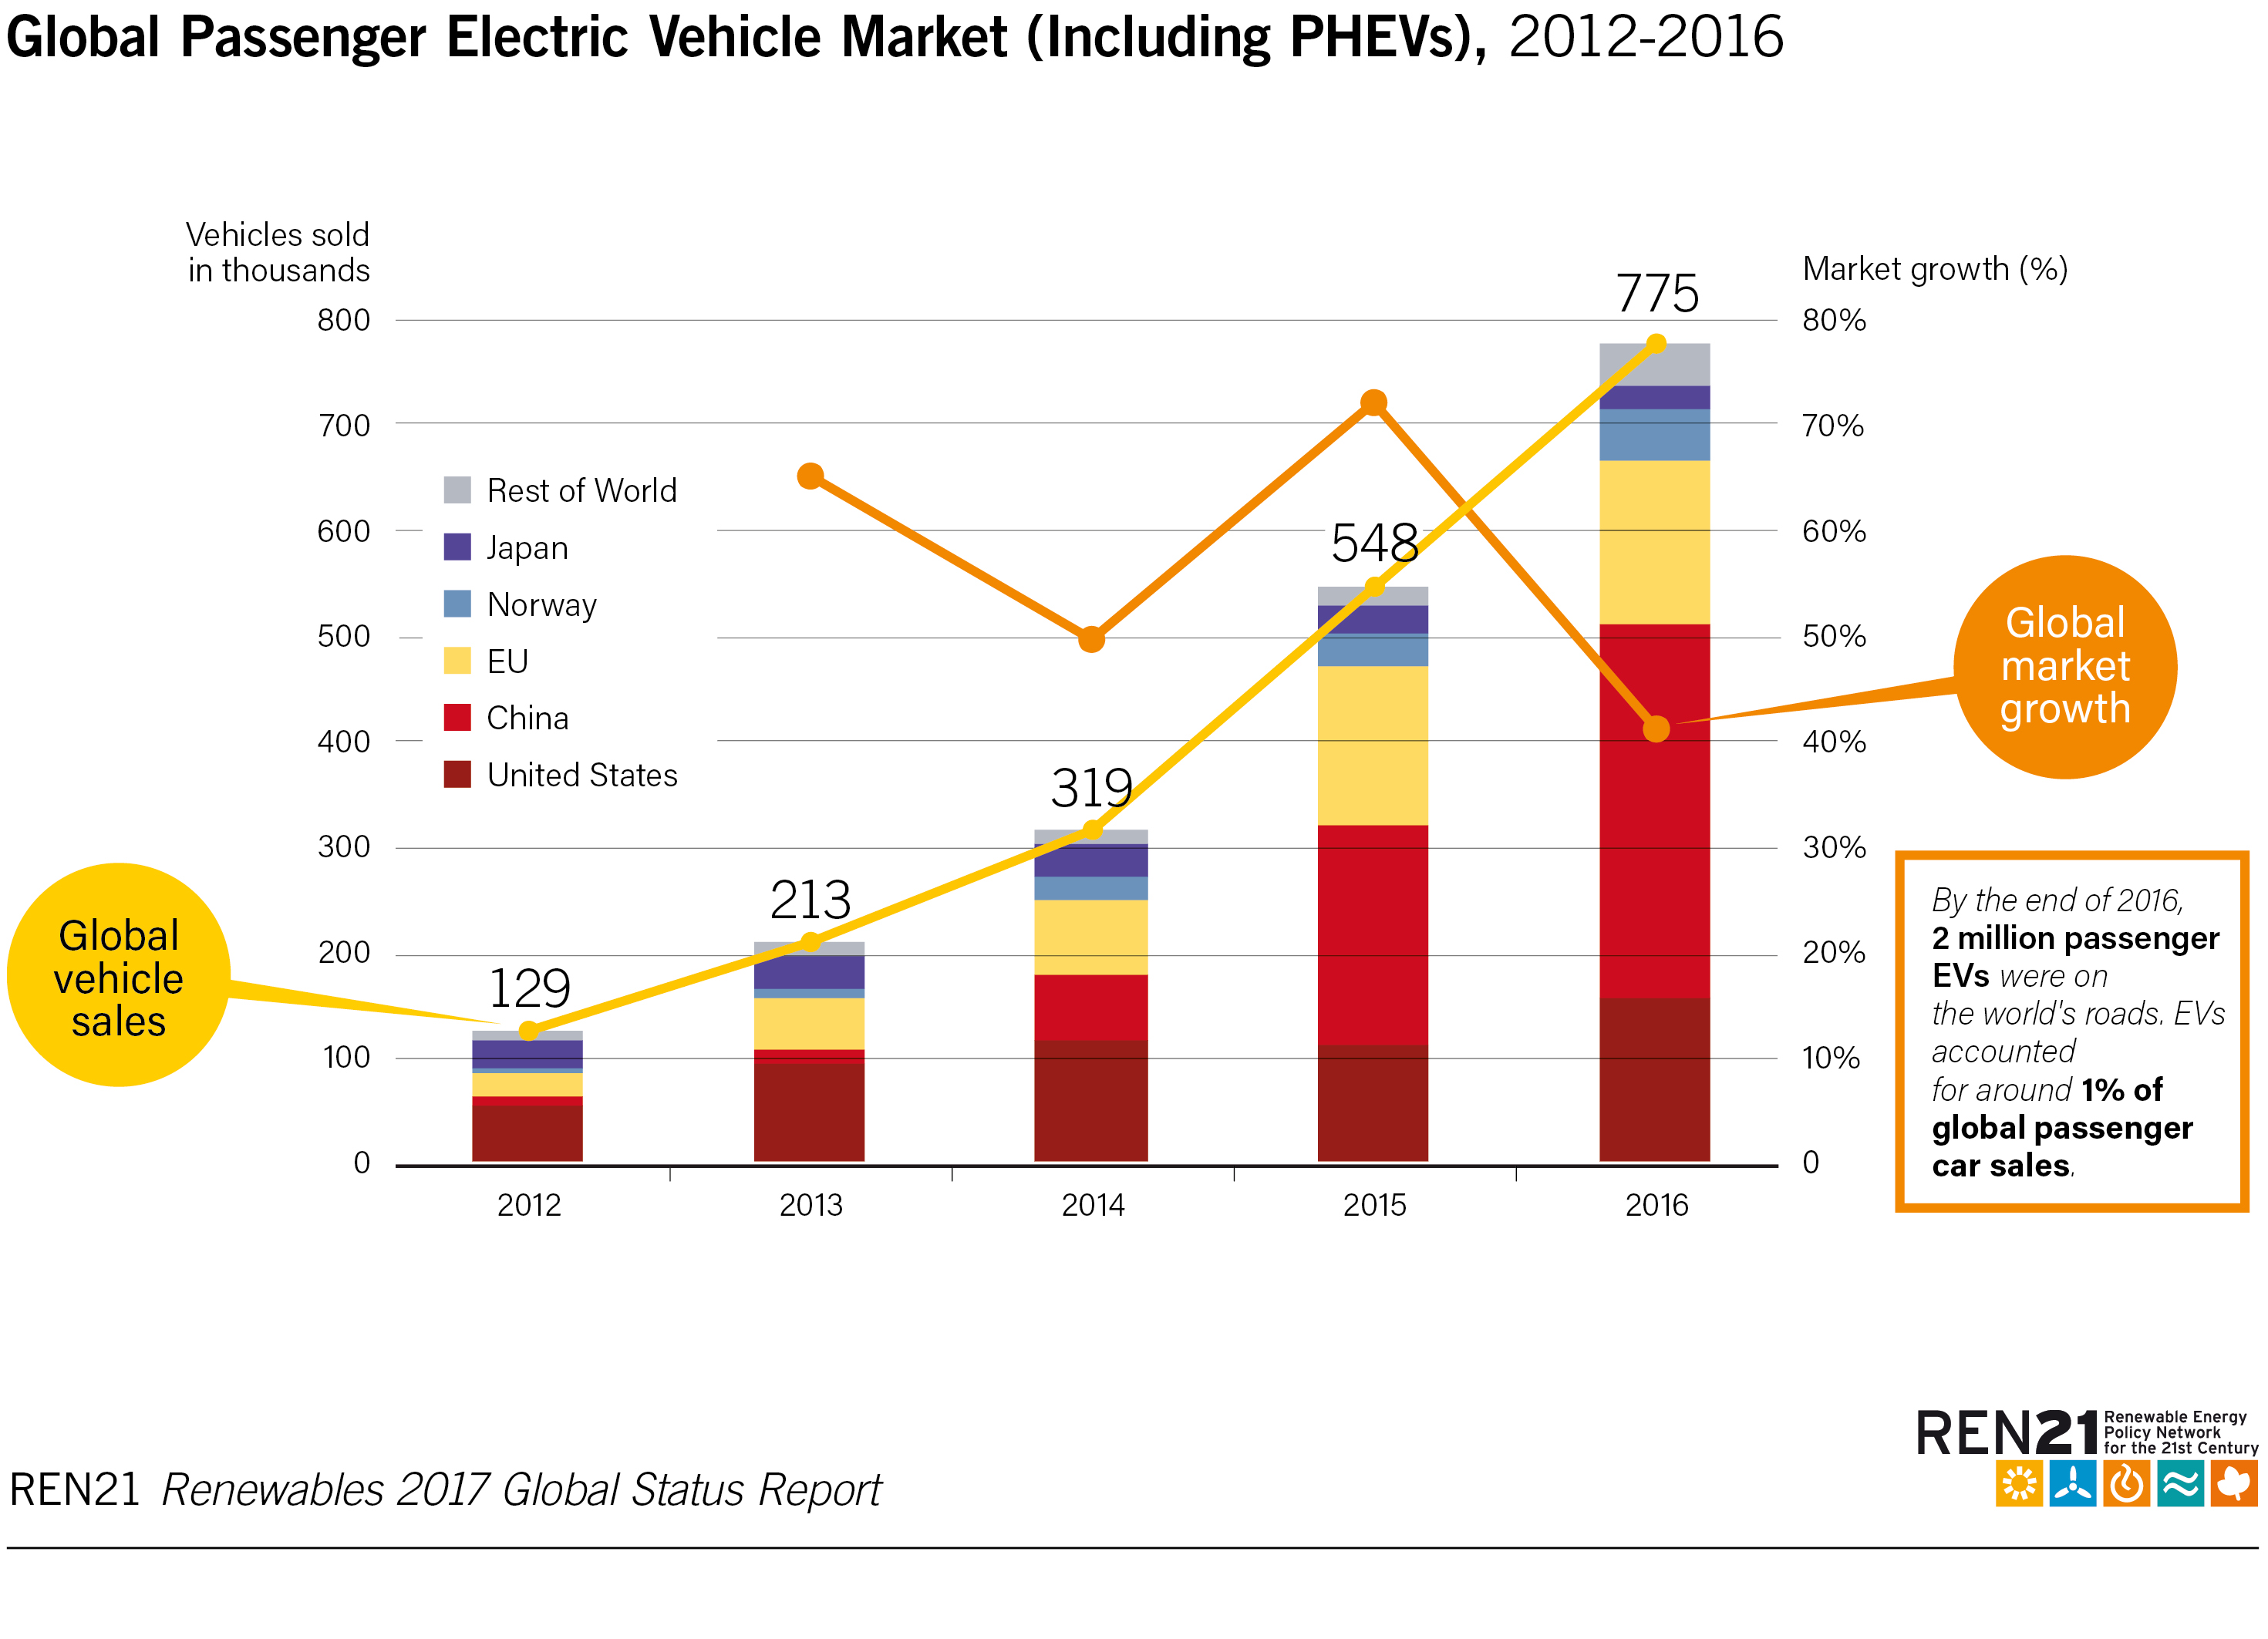 Global Passenger Electric Vehicle Market (Including PHEVs), 2012-2016
Vehicles sold
in thousands
Market growth (%)
800
700
600
500
400
300
200
100
0
80%
70%
60%
50%
40%
30%
20%
10%
0
Rest of World
Japan
Norway
EU
China
United States
129
213
319
548
775
2012
2013
2014
2015
2016
Global
vehicle
sales
Global
market
growth
By the end of 2016,
2 million passenger
EVs were on
the world's roads. EVs
accounted
for around 1% of
global passenger
car sales.
REN21 Renewables 2017 Global Status Report
REN21
Renewable Energy
Policy Network
for the 21st Century